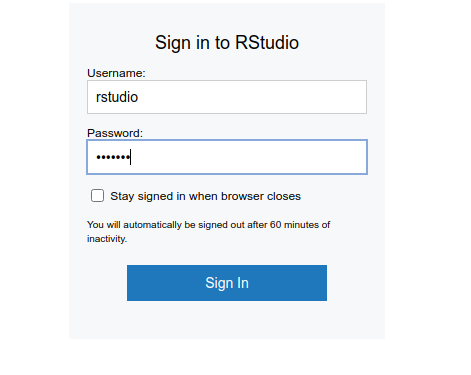 Sign in to RStudio
Username:
rstudio
Password:
•••••••
Stay signed in when browser closes
You will automatically be signed out after 60 minutes of
inactivity.
Sign In